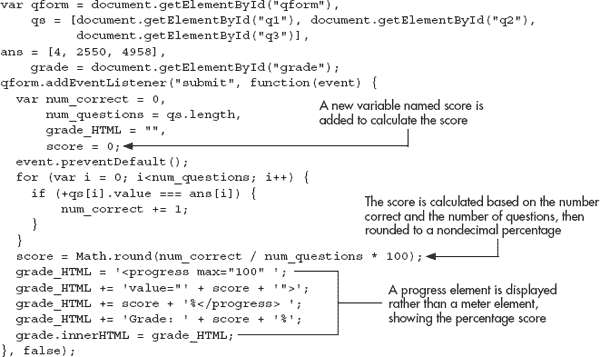 var qform = document.getElementById("qform"),
qs = [document.getElementById("q1"), document.getElementById("q2"),
document.getElementById("q3")],
ans = [4, 2550, 4958],
grade = document.getElementById("grade");
qform.addEventListener("submit", function(event) {
var num_correct = 0,
num_questions = qs.length,
grade_HTML = "",
score = 0;
A new variable named score is
added to calculate the score
event.preventDefault();
for (var i = 0; i<num_questions; i++) {
if (+qs[i].value === ans[i]) {
num_correct += 1;
}
}
The score is calculated based on the number
correct and the number of questions, then
rounded to a nondecimal percentage
score = Math.round(num_correct / num_questions * 100);
grade_HTML = '<progress max="100" ';
grade_HTML += 'value="' + score + '">';
grade_HTML += score + '%</progress> ';
grade_HTML += 'Grade: ' + score + '%';
grade.innerHTML = grade_HTML;
A progress element is displayed
rather than a meter element,
showing the percentage score
}, false);